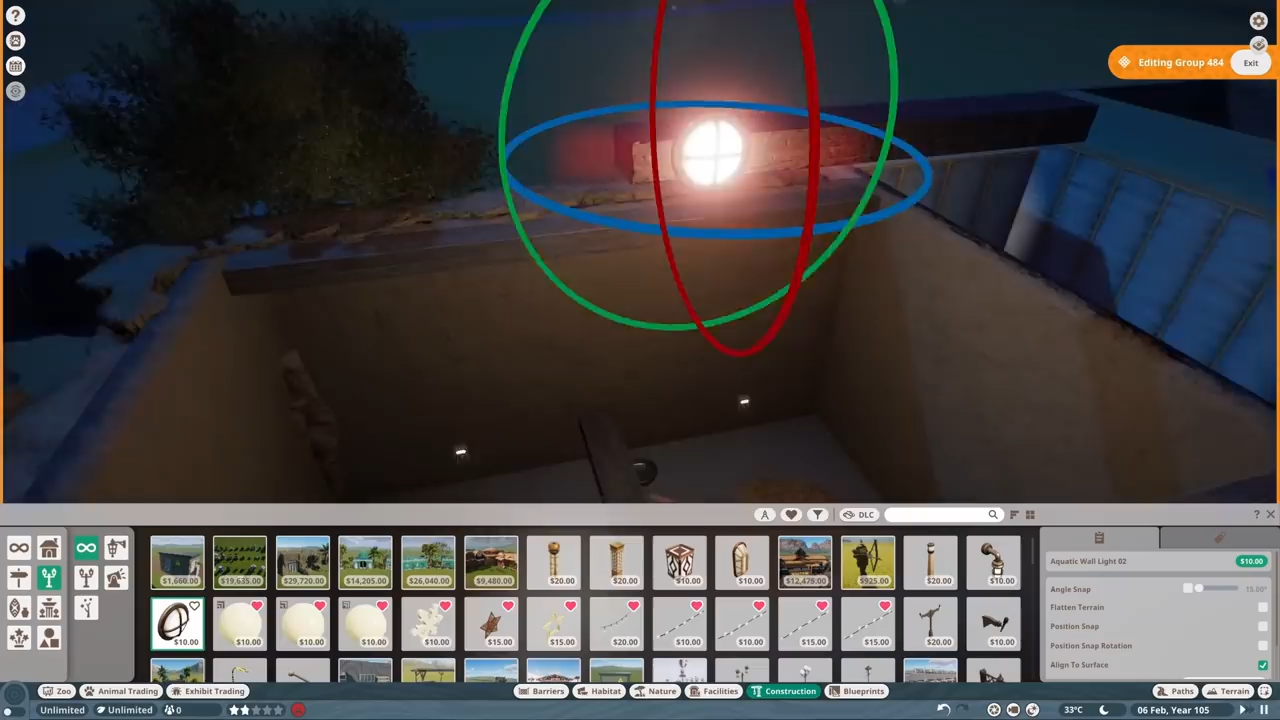 Editing Group 484
Exit
A
DLC
?
$1,660.00
$19,635.00
$29,720.00
$14,205.00
$26,040.00
$9,480.00
$20.00
$20.00
$10.00
$10.00
$12,478.00
$925.00
$20.00
$10.00
$10.00
$10.00
$10.00
$10.00
$10.00
$15.00
$15.00
$20.00
$10.00
$10.00
$15.00
$15.00
$20.00
$10.00
Aquatic Wall Light 02
$10.00
Angle Snap
15.00°
Flatten Terrain
Position Snap
Position Snap Rotation
Align To Surface
Zoo
Animal Trading
Exhibit Trading
Barriers
Habitat
Nature
Facilities
Construction
Blueprints
Paths
Terrain
Unlimited
Unlimited
0
33°C
06 Feb, Year 105